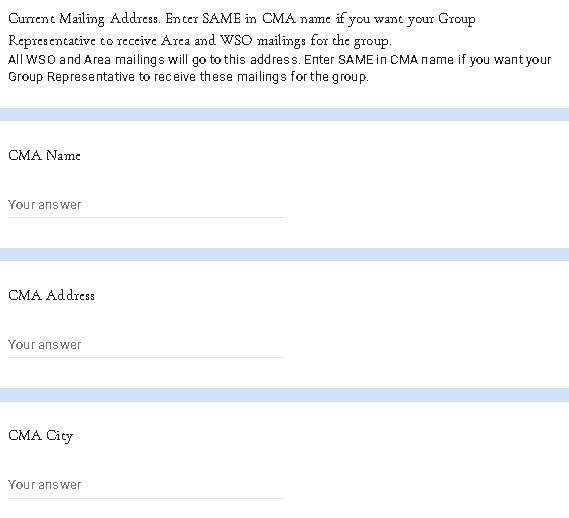 Current Mailing Address. Enter SAME in CMA name if you want your Group
Representative to receive Area and WSO mailings for the group.
All WSO and Area mailings will go to this address. Enter SAME in CMA name if you want your
Group Representative to receive these mailings for the group.
CMA Name
Your answer
CMA Address
Your answer
CMA City
Your answer